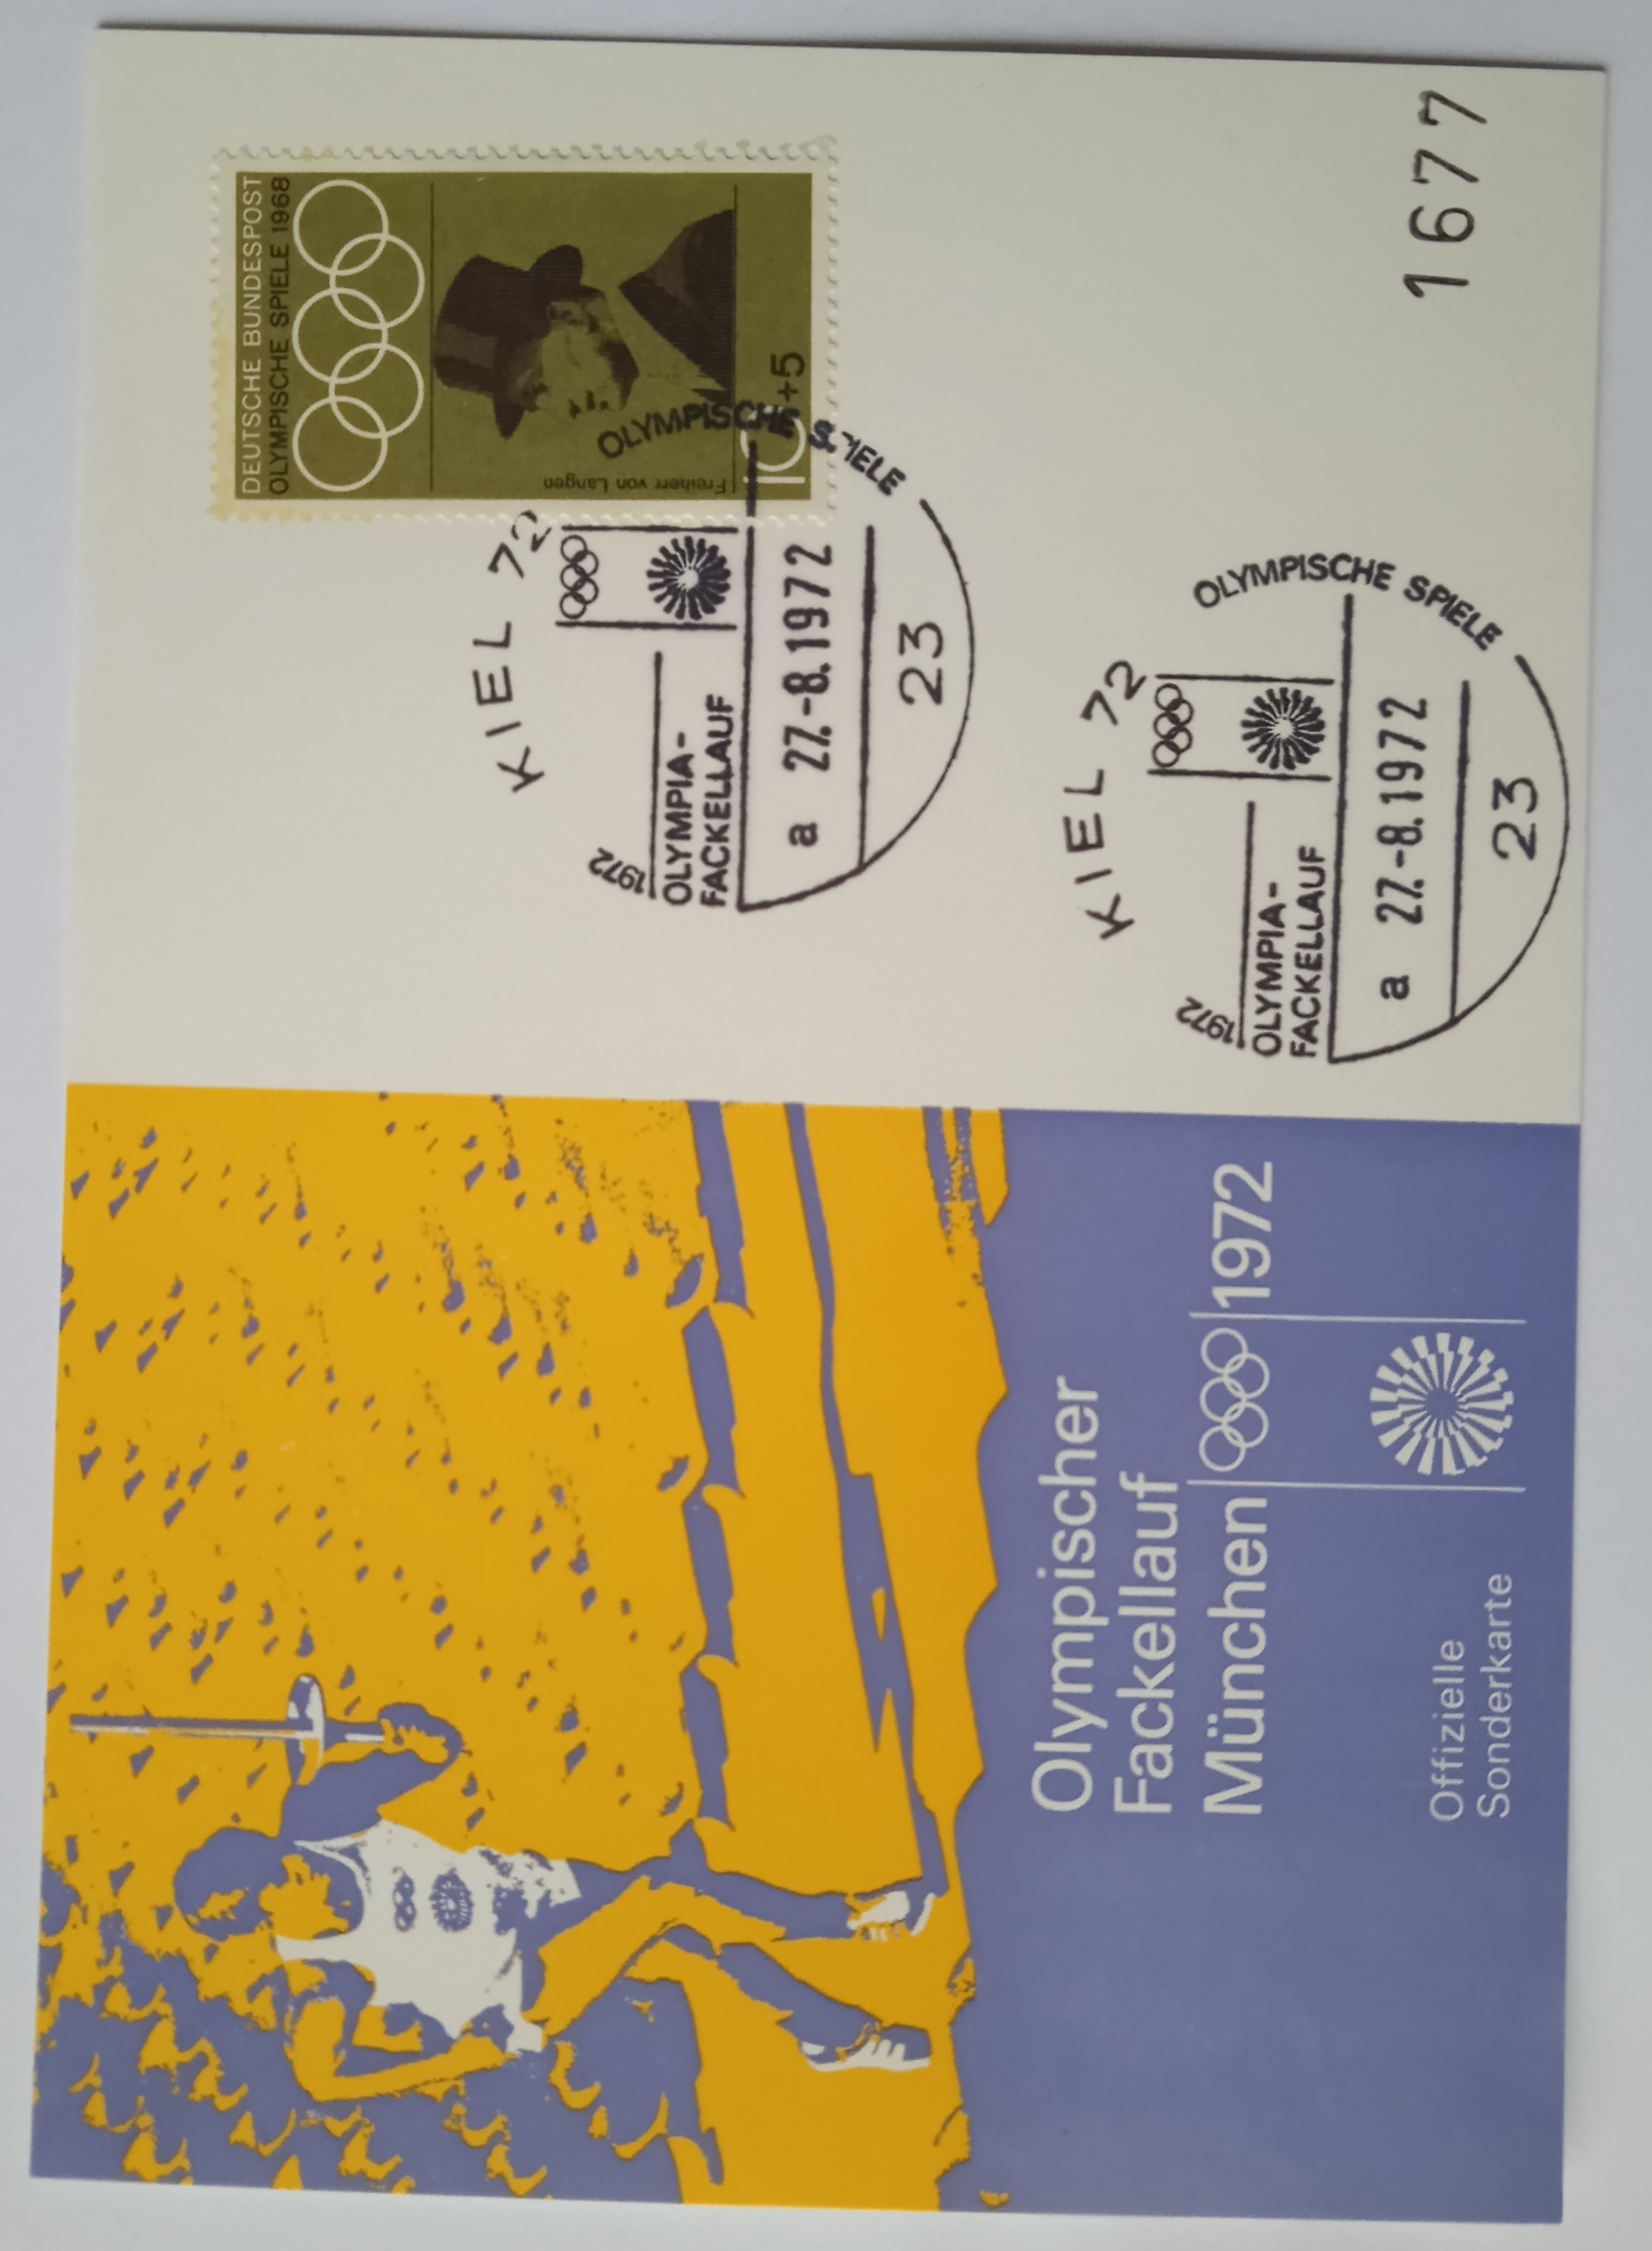 Olympischer
Fackellauf
München 1972
Offizielle
Sonderkarte
DEUTSCHE BUNDESPOST
OLYMPISCHE SPIELE 1968
Freiherr von Langen
10+5
KIEL 72
OLYMPISCHE SPIELE
1972
OLYMPIA-
FACKELLAUF
a 27.-8.1972
23
KIEL 72
OLYMPISCHE SPIELE
1972
OLYMPIA-
FACKELLAUF
a 27.-8.1972
23
1677